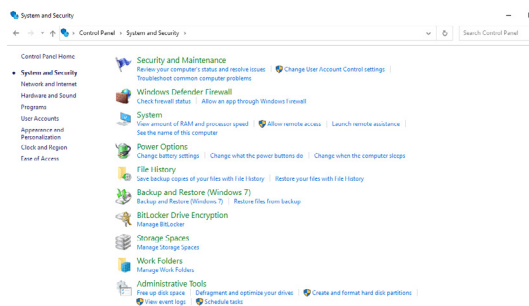 System and Security
Control Panel > System and Security >
Search Control Panel
Control Panel Home
System and Security
Network and Internet
Hardware and Sound
Programs
User Accounts
Appearance and
Personalization
Clock and Region
Ease of Access
Security and Maintenance
Review your computer's status and resolve issues | Change User Account Control settings |
Troubleshoot common computer problems
Windows Defender Firewall
Check firewall status | Allow an app through Windows Firewall
System
View amount of RAM and processor speed | Allow remote access | Launch remote assistance |
See the name of this computer
Power Options
Change battery settings | Change what the power buttons do | Change when the computer sleeps
File History
Save backup copies of your files with File History | Restore your files with File History
Backup and Restore (Windows 7)
Backup and Restore (Windows 7) | Restore files from backup
BitLocker Drive Encryption
Manage BitLocker
Storage Spaces
Manage Storage Spaces
Work Folders
Manage Work Folders
Administrative Tools
Free up disk space | Defragment and optimize your drives | Create and format hard disk partitions |
View event logs | Schedule tasks